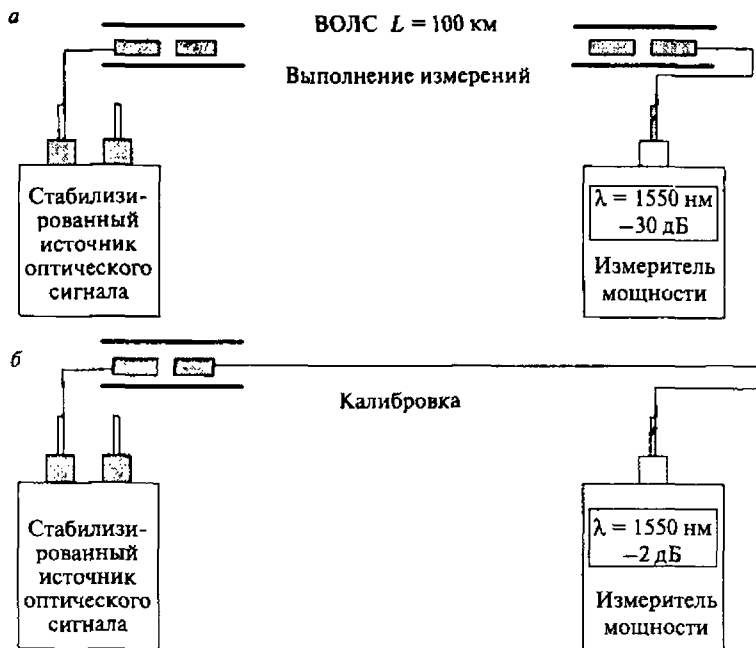 а
ВОЛС L = 100 км
Выполнение измерений
Стабилизи-
рованный
источник
оптического
сигнала
λ = 1550 нм
−30 дБ
Измеритель
мощности
б
Калибровка
Стабилизи-
рованный
источник
оптического
сигнала
λ = 1550 нм
−2 дБ
Измеритель
мощности